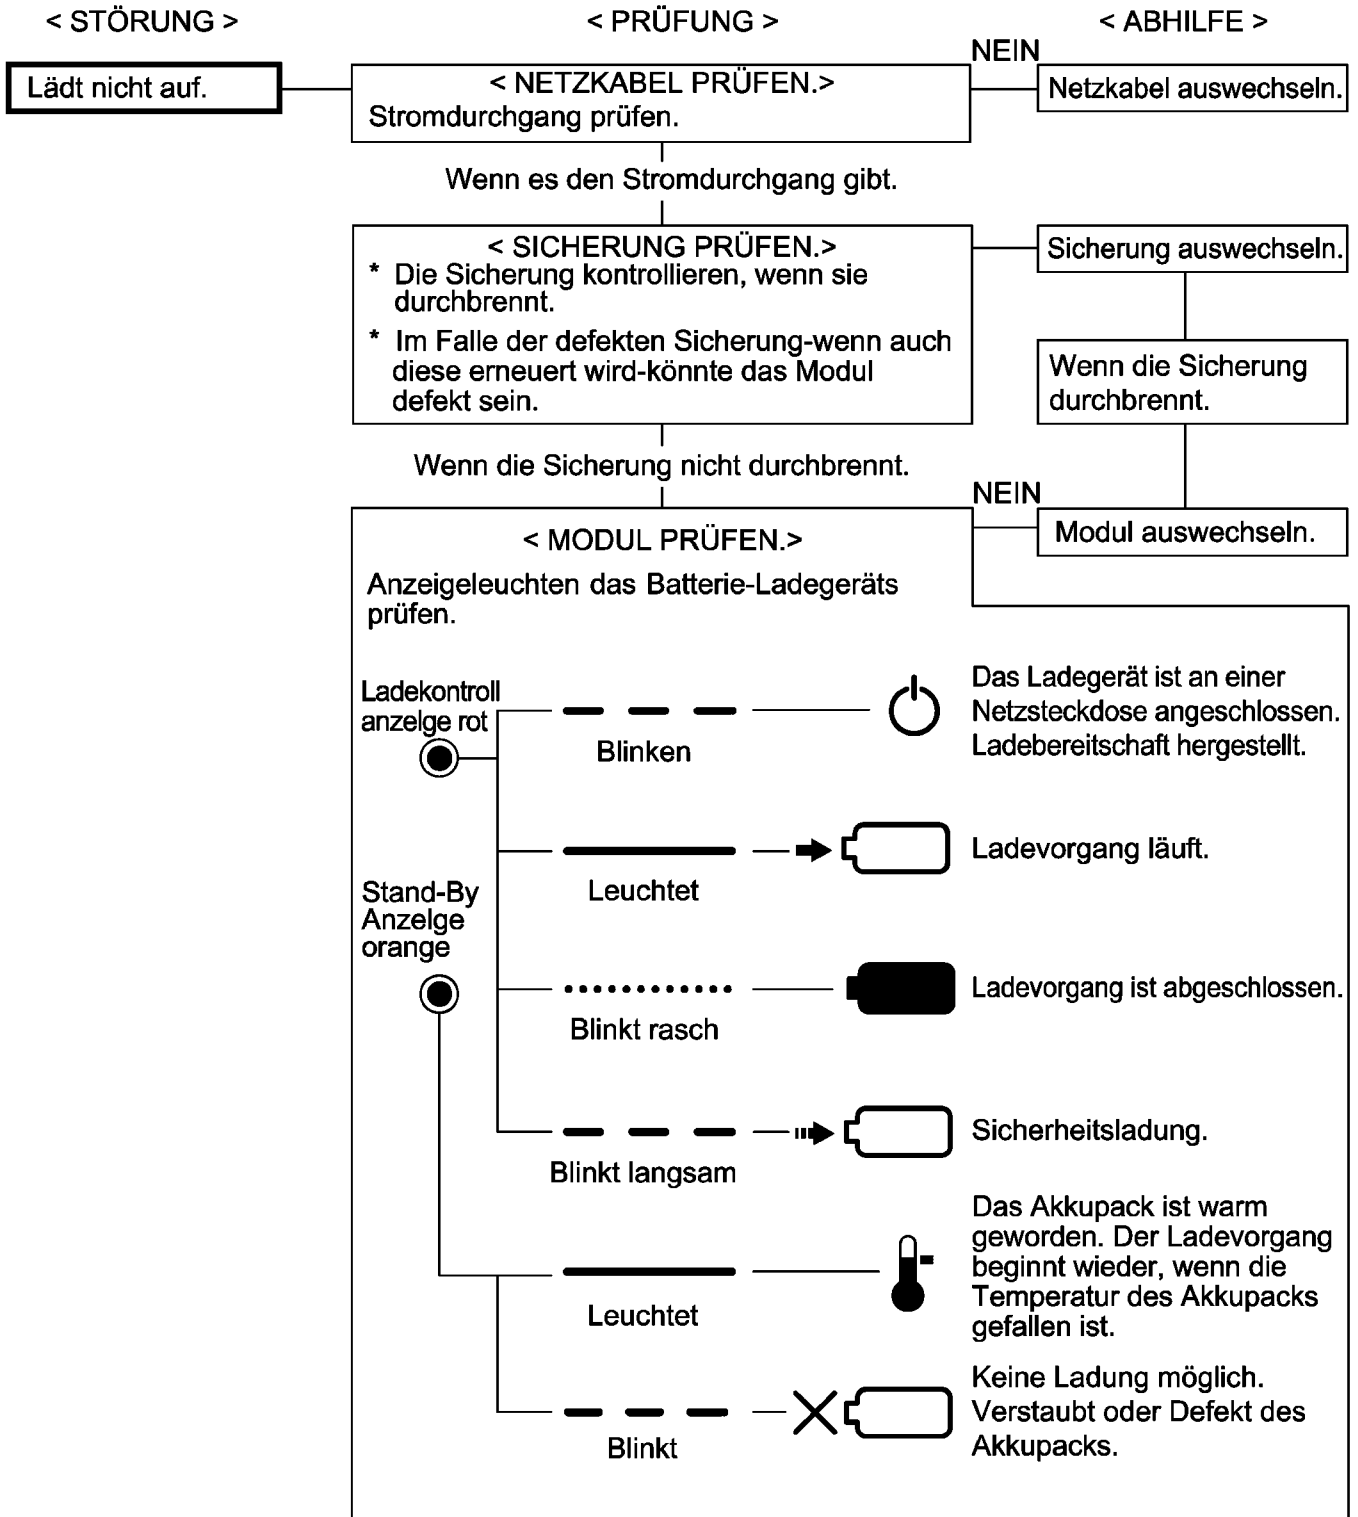 < STÖRUNG >
< PRÜFUNG >
< ABHILFE >
Lädt nicht auf.
< NETZKABEL PRÜFEN.>
Stromdurchgang prüfen.
NEIN
Netzkabel auswechseln.
Wenn es den Stromdurchgang gibt.
< SICHERUNG PRÜFEN.>
* Die Sicherung kontrollieren, wenn sie
durchbrennt.
* Im Falle der defekten Sicherung-wenn auch
diese erneuert wird-könnte das Modul
defekt sein.
Sicherung auswechseln.
Wenn die Sicherung
durchbrennt.
Wenn die Sicherung nicht durchbrennt.
NEIN
Modul auswechseln.
< MODUL PRÜFEN.>
Anzeigeleuchten das Batterie-Ladegeräts
prüfen.
Ladekontroll
anzelge rot
Blinken
Das Ladegerät ist an einer
Netzsteckdose angeschlossen.
Ladebereitschaft hergestellt.
Leuchtet
Ladevorgang läuft.
Stand-By
Anzelge
orange
Blinkt rasch
Ladevorgang ist abgeschlossen.
Blinkt langsam
Sicherheitsladung.
Leuchtet
Das Akkupack ist warm
geworden. Der Ladevorgang
beginnt wieder, wenn die
Temperatur des Akkupacks
gefallen ist.
Blinkt
Keine Ladung möglich.
Verstaubt oder Defekt des
Akkupacks.